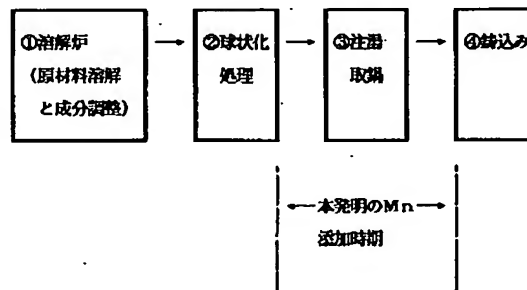 ①溶解炉
(原材料溶解
と成分調整)
②球状化
処理
③注湯
取鍋
④鋳込み
本発明のMn
添加時期